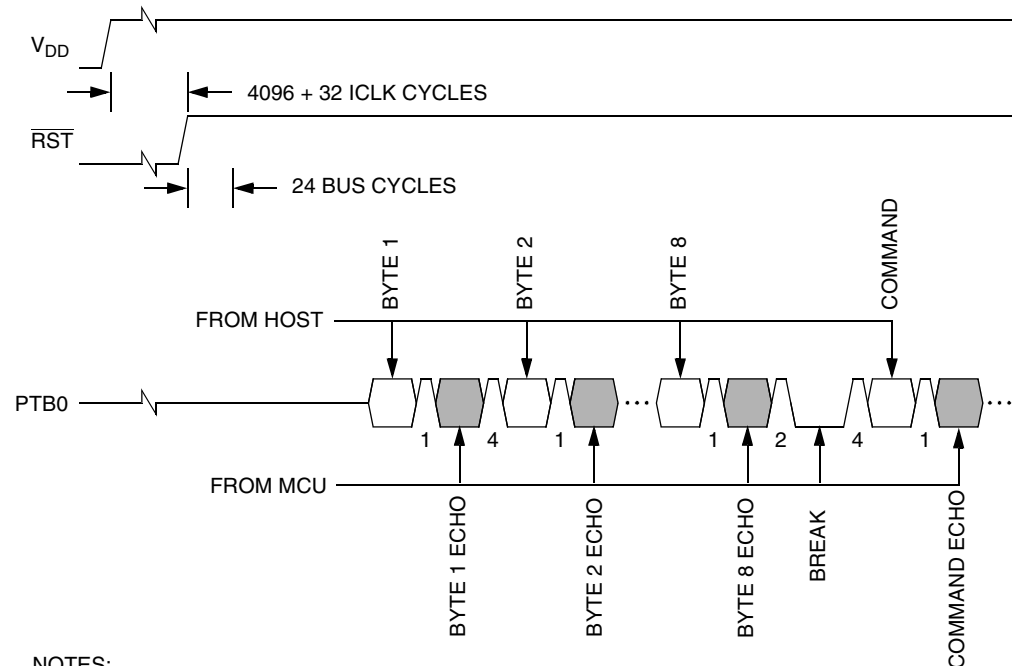 VDD
4096 + 32 ICLK CYCLES
RST
24 BUS CYCLES
BYTE 1
BYTE 2
BYTE 8
COMMAND
FROM HOST
PTB0
...
...
1
4
1
1
2
4
1
FROM MCU
BYTE 1 ECHO
BYTE 2 ECHO
BYTE 8 ECHO
BREAK
COMMAND ECHO
NOTES: